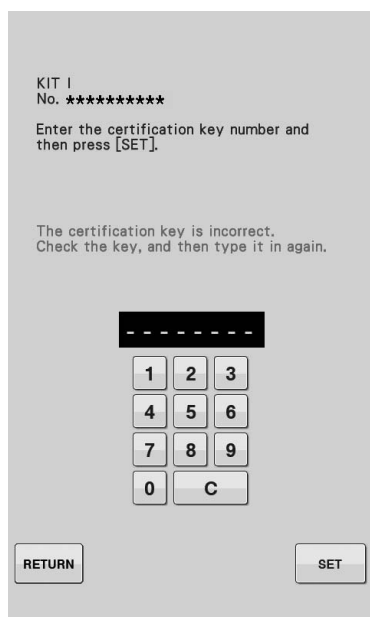 KIT I
No. **********
Enter the certification key number and
then press [SET].
The certification key is incorrect.
Check the key, and then type it in again.
- - - - - - - -
1 2 3
4 5 6
7 8 9
0 C
RETURN SET